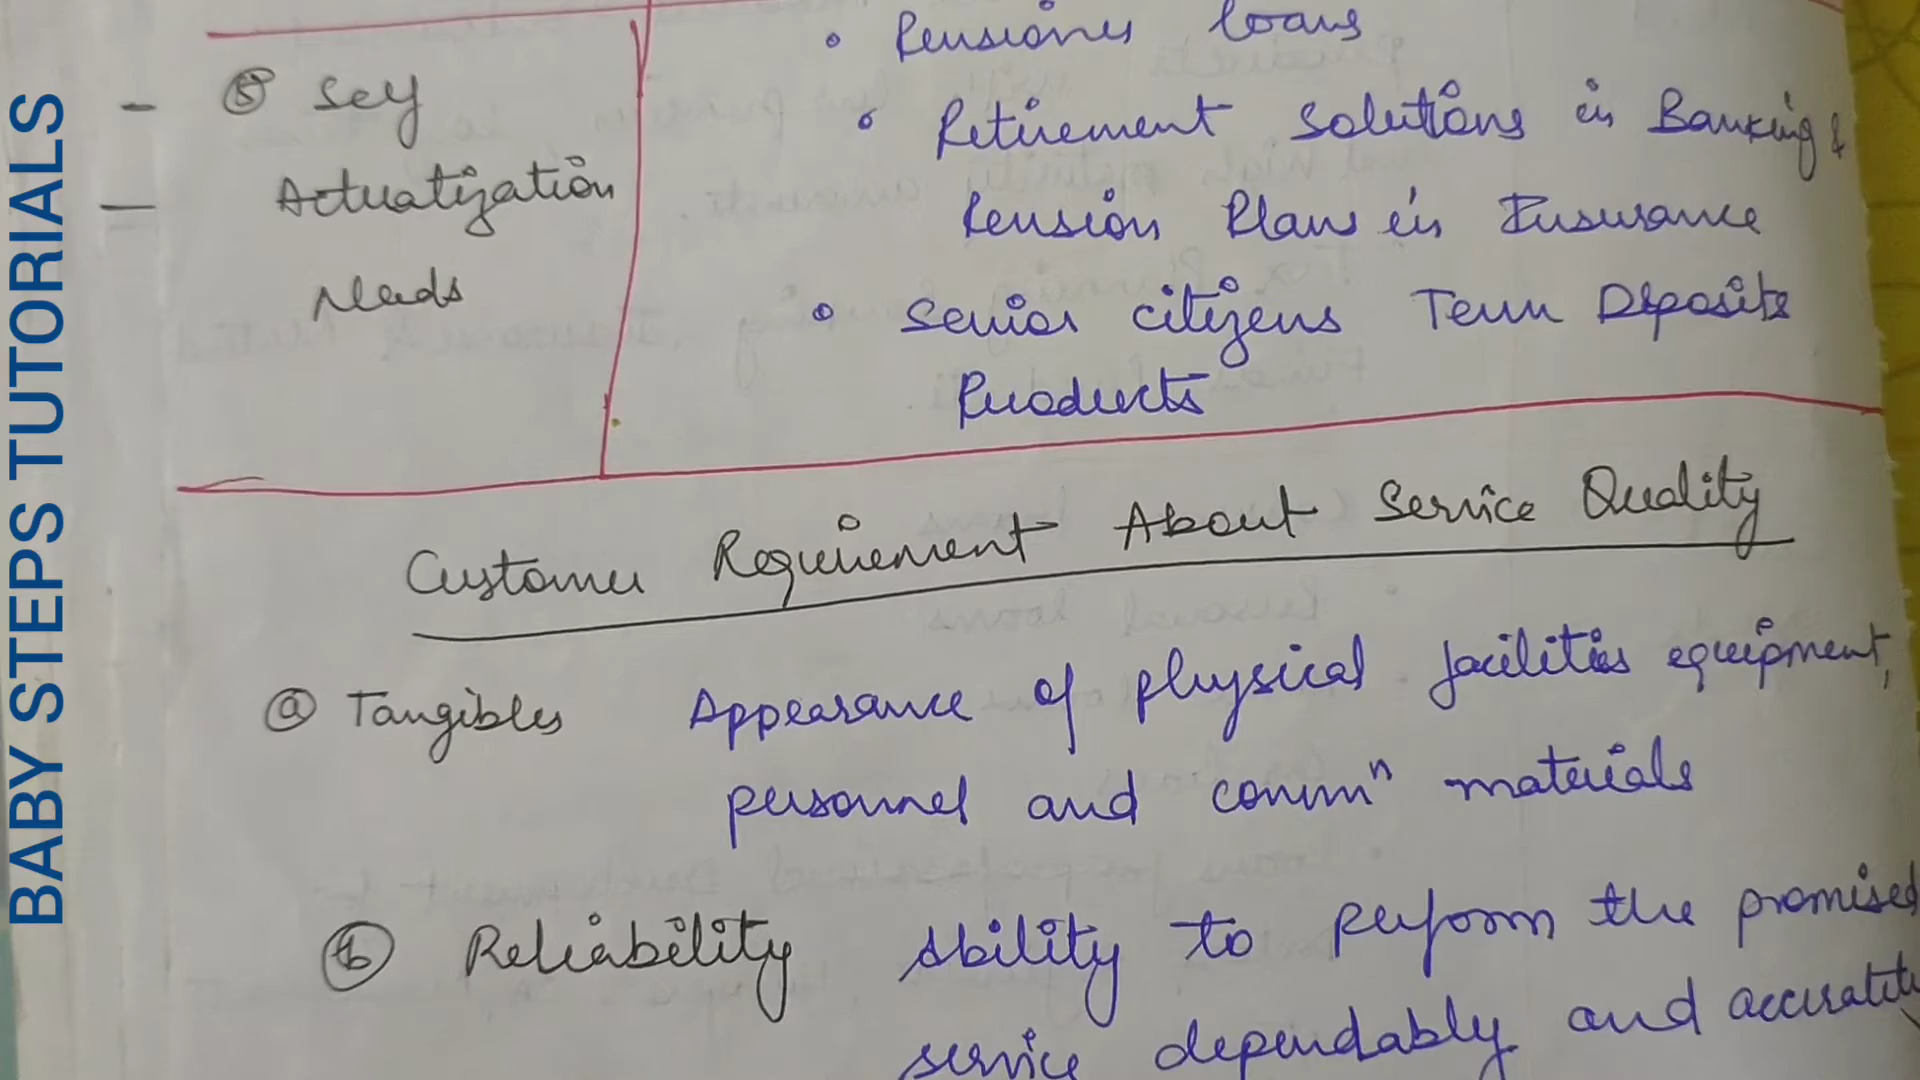 BABY STEPS TUTORIALS
• Pensioners loans
⑤ Self
Actualization
Needs
• Retirement Solutions in Banking &
Pension Plans in Insurance
• Senior citizens Term Deposits
Products
Customer Requirement About Service Quality
ⓐ Tangibles Appearance of physical facilities equipment,
personnel and commⁿ materials
ⓑ Reliability Ability to perform the promised
service dependably and accurately